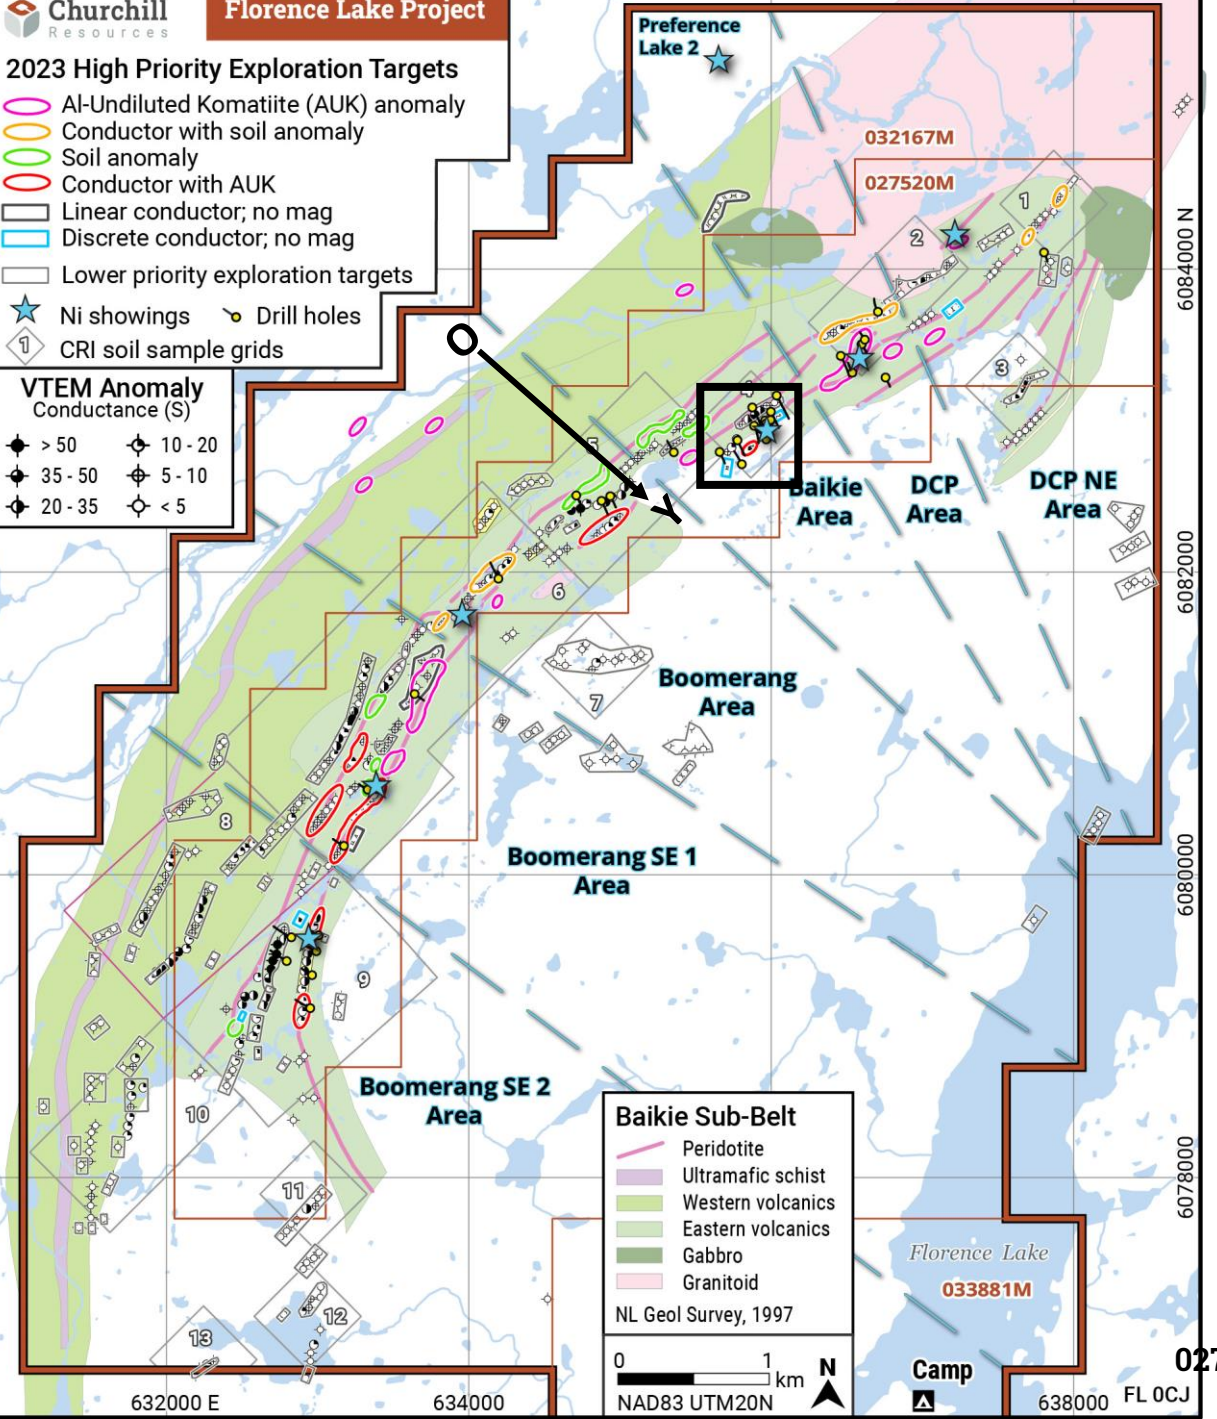 Churchill
Resources
Florence Lake Project
2023 High Priority Exploration Targets
Al-Undiluted Komatiite (AUK) anomaly
Conductor with soil anomaly
Soil anomaly
Conductor with AUK
Linear conductor; no mag
Discrete conductor; no mag
Lower priority exploration targets
Ni showings
Drill holes
1
CRI soil sample grids
VTEM Anomaly
Conductance (S)
> 50
10 - 20
35 - 50
5 - 10
20 - 35
< 5
Preference
Lake 2
032167M
027520M
1
2
3
4
5
6
7
8
9
10
11
12
13
O
Y
Baikie
Area
DCP
Area
DCP NE
Area
Boomerang
Area
Boomerang SE 1
Area
Boomerang SE 2
Area
6084000 N
6082000
6080000
6078000
Baikie Sub-Belt
Peridotite
Ultramafic schist
Western volcanics
Eastern volcanics
Gabbro
Granitoid
NL Geol Survey, 1997
0
1
km
N
NAD83 UTM20N
Florence Lake
033881M
Camp
027
FL 0CJ
632000 E
634000
638000